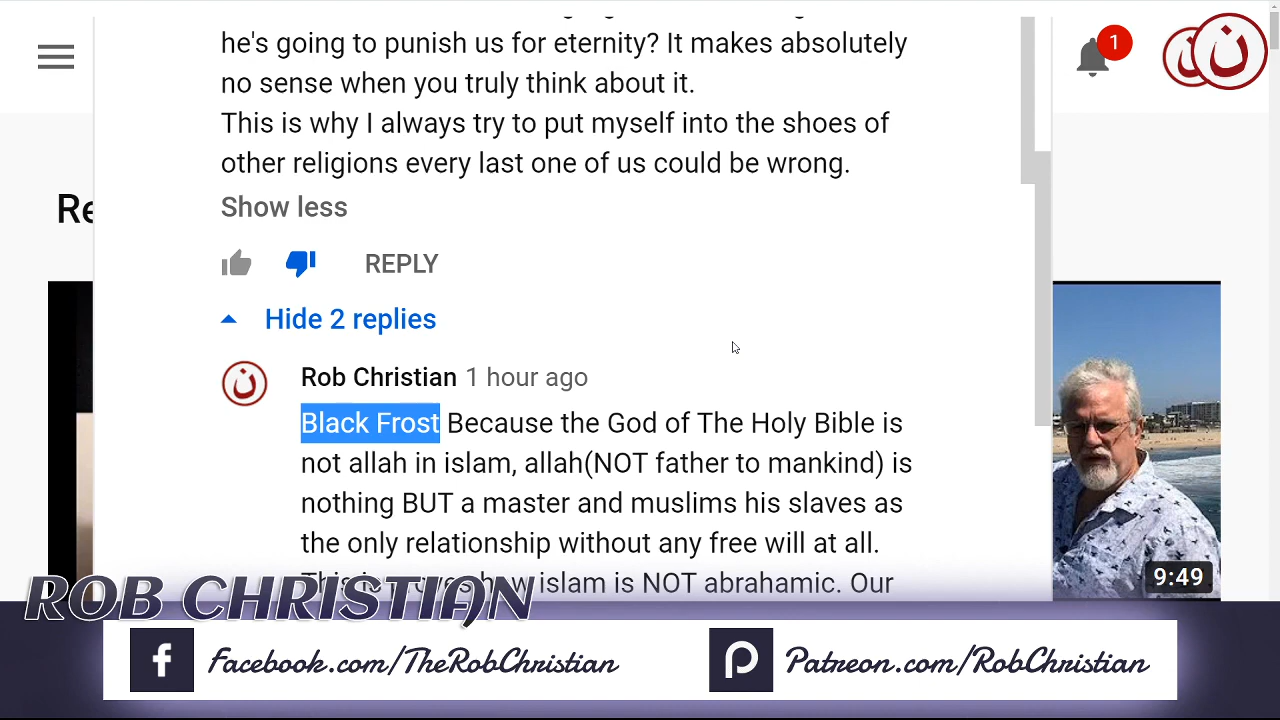 he's going to punish us for eternity? It makes absolutely
no sense when you truly think about it.
This is why I always try to put myself into the shoes of
other religions every last one of us could be wrong.
Show less
REPLY
Hide 2 replies
Rob Christian 1 hour ago
Black Frost Because the God of The Holy Bible is
not allah in islam, allah(NOT father to mankind) is
nothing BUT a master and muslims his slaves as
the only relationship without any free will at all.
islam is NOT abrahamic. Our
1
ن
ن
Re
9:49
ROB CHRISTIAN
Facebook.com/TheRobChristian
Patreon.com/RobChristian